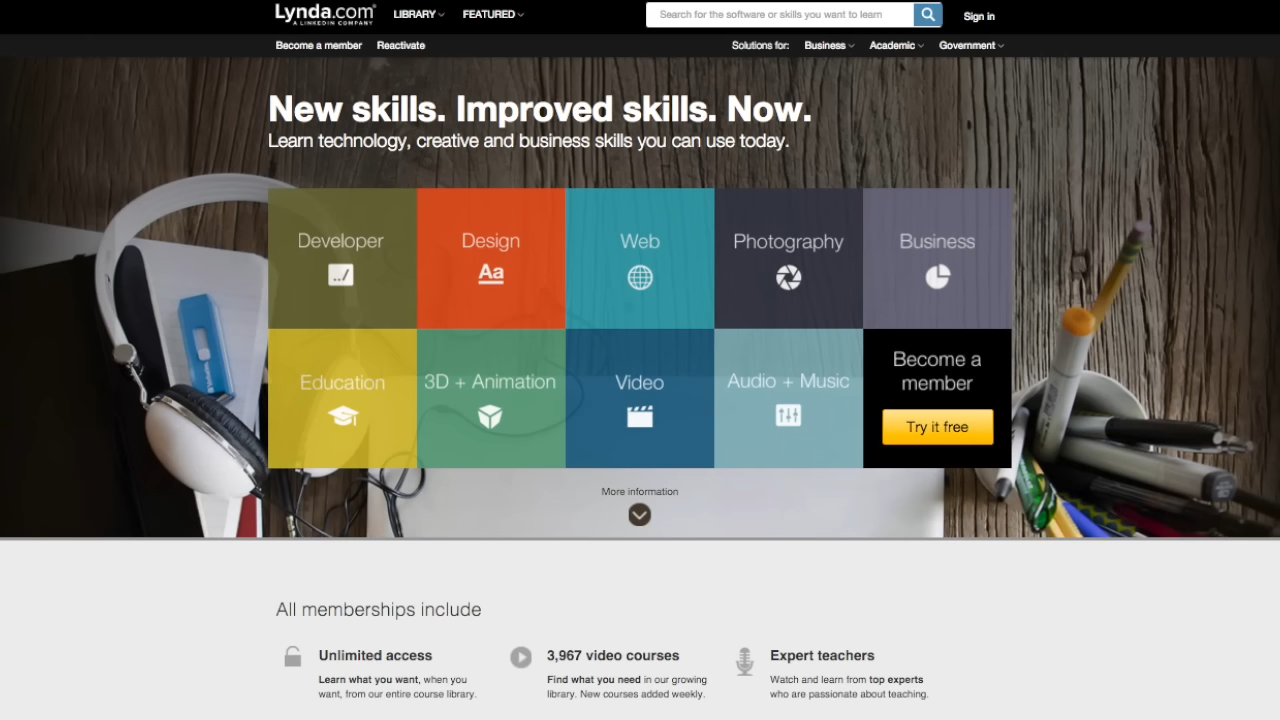 Lynda.com®
A LINKEDIN COMPANY
LIBRARY
FEATURED
Search for the software or skills you want to learn
Sign in
Become a member
Reactivate
Solutions for:
Business
Academic
Government
New skills. Improved skills. Now.
Learn technology, creative and business skills you can use today.
Developer
../
Design
Aa
Web
Photography
Business
Education
3D + Animation
Video
Audio + Music
Become a
member
Try it free
More information
All memberships include
Unlimited access
Learn what you want, when you
want, from our entire course library.
3,967 video courses
Find what you need in our growing
library. New courses added weekly.
Expert teachers
Watch and learn from top experts
who are passionate about teaching.